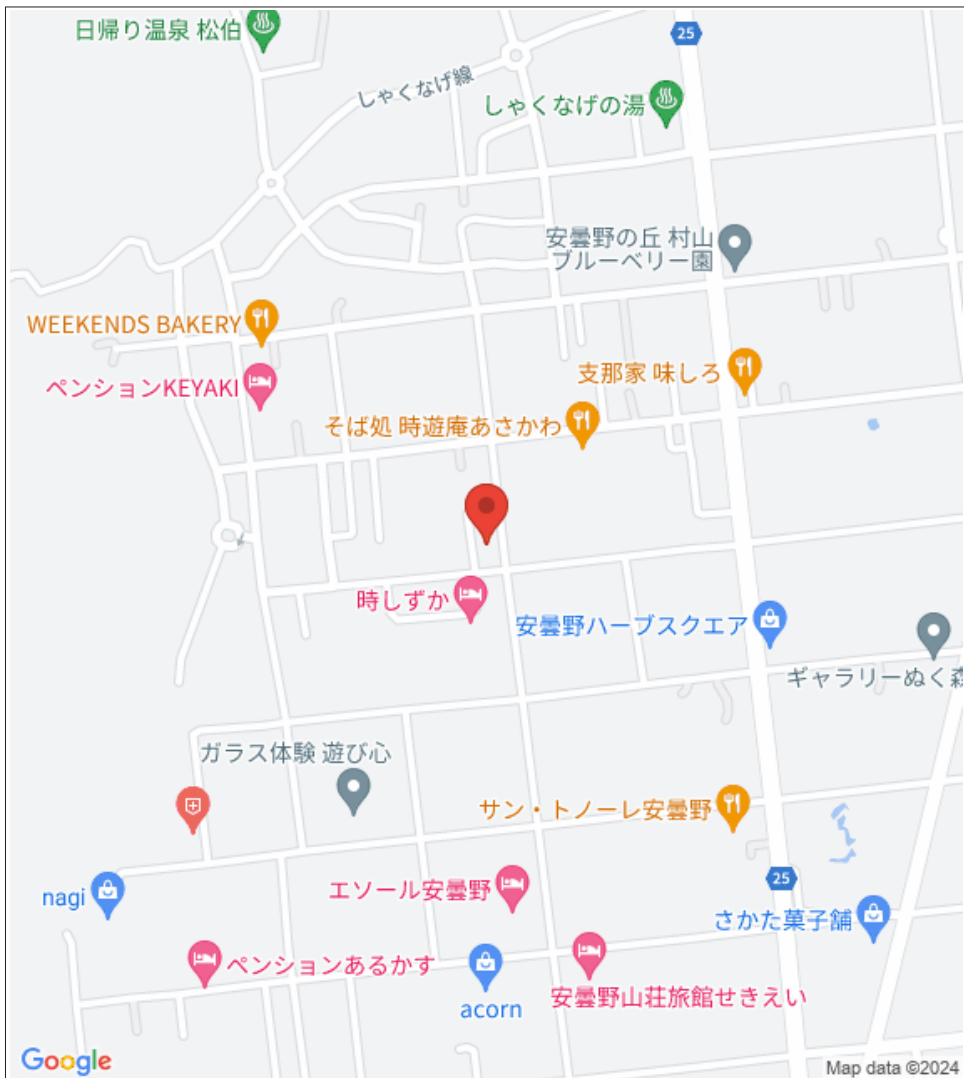 日帰り温泉 松伯
25
しゃくなげ線
しゃくなげの湯
安曇野の丘 村山
ブルーベリー園
WEEKENDS BAKERY
支那家 味しろ
ペンションKEYAKI
そば処 時遊庵あさかわ
時しずか
安曇野ハーブスクエア
ギャラリーぬく森
ガラス体験 遊び心
サン・トノーレ安曇野
25
エソール安曇野
nagi
さかた菓子舗
ペンションあるかす
安曇野山荘旅館せきえい
acorn
Google
Map data ©2024